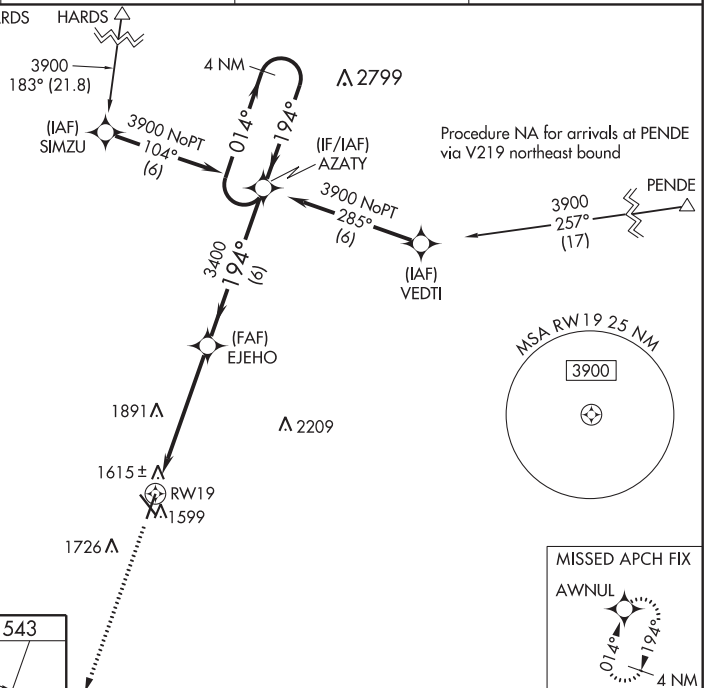 RDS
HARDS
3900
183° (21.8)
4 NM
2799
(IAF)
SIMZU
3900 NoPT
104°
(6)
014°
194°
(IF/IAF)
AZATY
Procedure NA for arrivals at PENDE
via V219 northeast bound
3900 NoPT
285°
(6)
3900
257°
(17)
PENDE
(IAF)
VEDTI
3400
194°
(6)
(FAF)
EJEHO
MSA RW19 25 NM
3900
1891
2209
1615 ±
RW19
1599
1726
MISSED APCH FIX
AWNUL
014°
194°
4 NM
543